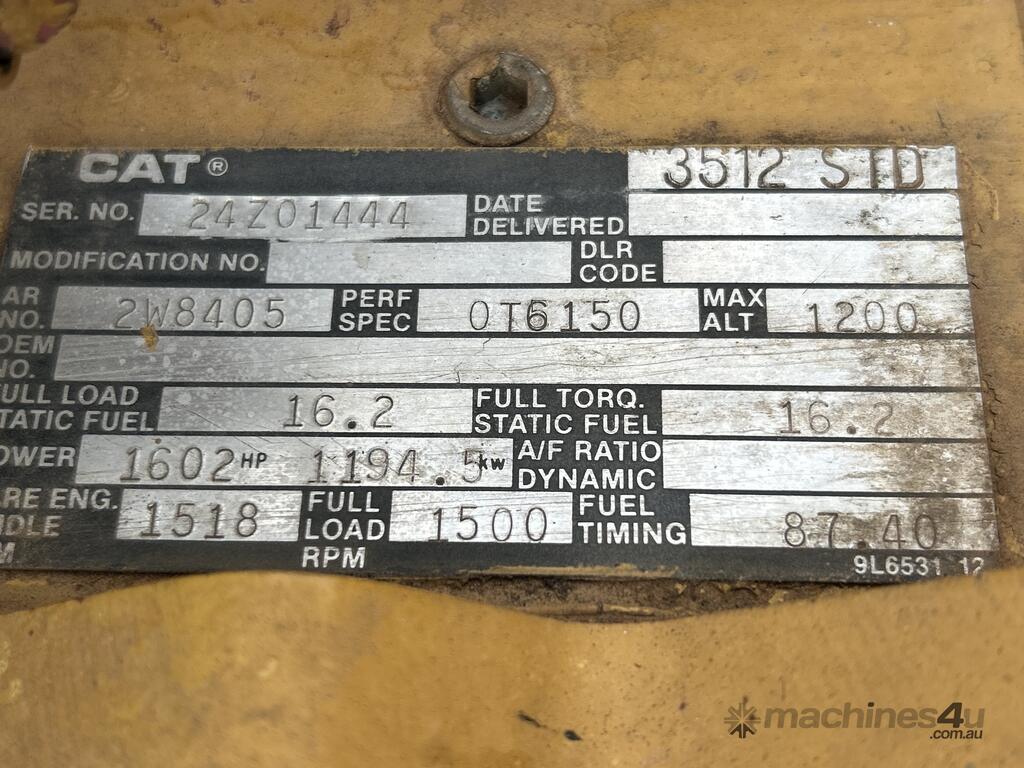 CAT® 3512 STD
SER. NO. 24Z01444 DATE DELIVERED
MODIFICATION NO. DLR CODE
AR NO. 2W8405 PERF SPEC 0T6150 MAX ALT 1200
OEM NO.
FULL LOAD STATIC FUEL 16.2 FULL TORQ. STATIC FUEL 16.2
OWER 1602 HP 1194.5 kw A/F RATIO DYNAMIC
ARE ENG. IDLE M 1518 FULL LOAD RPM 1500 FUEL TIMING 87.40
9L6531 12
machines4u
.com.au